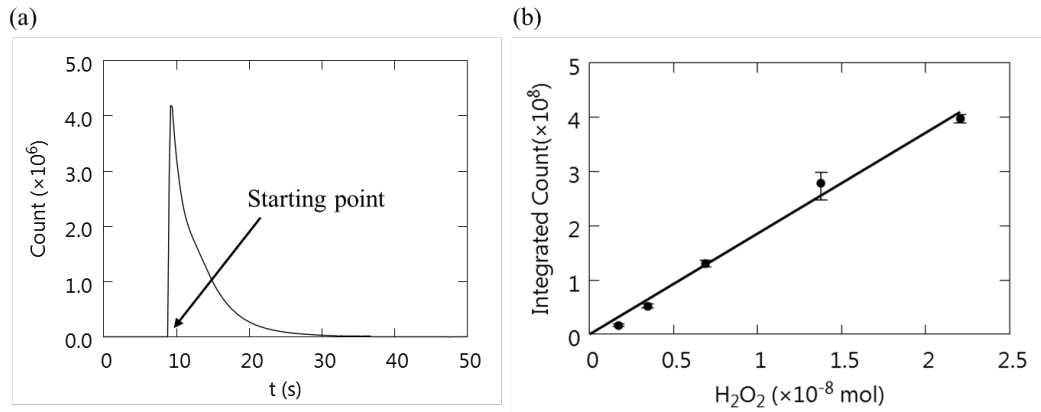 (a)
5.0
4.0
3.0
2.0
1.0
0.0
Count (×10⁶)
Starting point
0 10 20 30 40 50
t (s)
(b)
5
4
3
2
1
0
Integrated Count(×10⁸)
0 0.5 1 1.5 2 2.5
H₂O₂ (×10⁻⁸ mol)